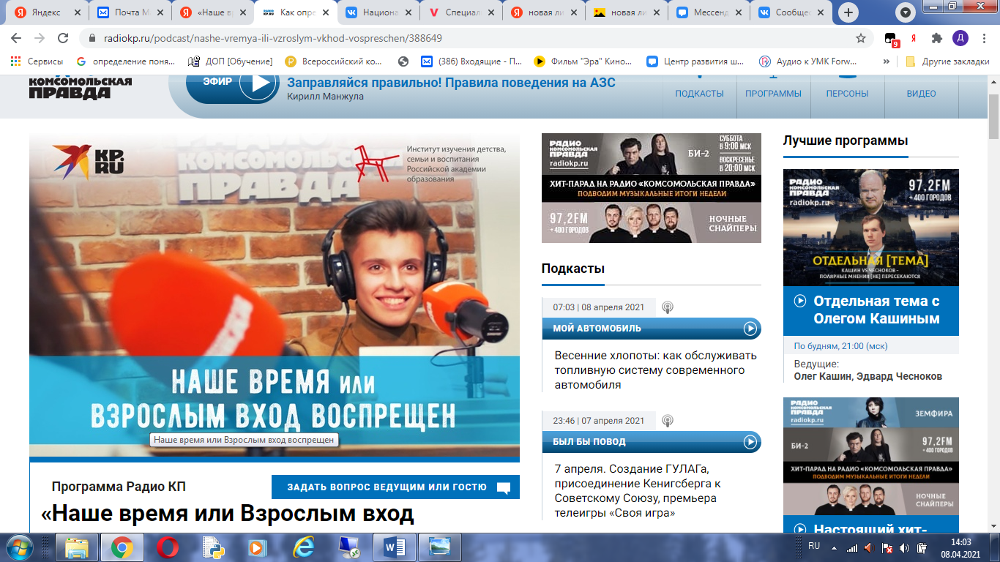 Яндекс
Почта М
«Наше вр
Как опре
Национа
Специал
новая ли
новая ли
Мессенд
Сообщес
radiokp.ru/podcast/nashe-vremya-ili-vzroslym-vkhod-vospreschen/388649
9
Я
Д
Сервисы
определение поня...
ДОП [Обучение]
Всероссийский ко...
(386) Входящие - П...
Фильм "Эра" Кино...
Центр развития ш...
Аудио к УМК Forw...
»
Другие закладки
КОМСОМОЛЬСКАЯ
ПРАВДА
ЭФИР
Заправляйся правильно! Правила поведения на АЗС
Кирилл Манжула
ПОДКАСТЫ
ПРОГРАММЫ
ПЕРСОНЫ
ВИДЕО
KP.
RU
РАДИО
КОМСОМОЛЬСКАЯ
ПРАВДА
Институт изучения детства,
семьи и воспитания
Российской академии
образования
НАШЕ ВРЕМЯ ИЛИ
ВЗРОСЛЫМ ВХОД ВОСПРЕЩЕН
Наше время или Взрослым вход воспрещен
Программа Радио КП
ЗАДАТЬ ВОПРОС ВЕДУЩИМ ИЛИ ГОСТЮ
«Наше время или Взрослым вход
РАДИО
КОМСОМОЛЬСКАЯ
ПРАВДА
radiokp.ru
БИ-2
СУББОТА
В 9:00 МСК
ВОСКРЕСЕНЬЕ
В 20:00 МСК
ХИТ-ПАРАД НА РАДИО «КОМСОМОЛЬСКАЯ ПРАВДА»
ПОДВОДИМ МУЗЫКАЛЬНЫЕ ИТОГИ НЕДЕЛИ
97,2FM
+ 400 ГОРОДОВ
НОЧНЫЕ
СНАЙПЕРЫ
Подкасты
07:03 | 08 апреля 2021
МОЙ АВТОМОБИЛЬ
Весенние хлопоты: как обслуживать
топливную систему современного
автомобиля
23:46 | 07 апреля 2021
БЫЛ БЫ ПОВОД
7 апреля. Создание ГУЛАГа,
присоединение Кенигсберга к
Советскому Союзу, премьера
телеигры «Своя игра»
Лучшие программы
РАДИО
КОМСОМОЛЬСКАЯ
ПРАВДА
radiokp.ru
97,2FM
+ 400 ГОРОДОВ
ОТДЕЛЬНАЯ [ТЕМА]
КАШИН VS ЧЕСНОКОВ -
ПОЛЯРНЫЕ МНЕНИЯ [НЕ] ПЕРЕСЕКАЮТСЯ
Отдельная тема с
Олегом Кашиным
По будням, 21:00 (мск)
Ведущие:
Олег Кашин, Эдвард Чесноков
РАДИО
КОМСОМОЛЬСКАЯ
ПРАВДА
radiokp.ru
ЗЕМФИРА
БИ-2
97,2FM
+ 400 ГОРОДОВ
ХИТ-ПАРАД НА РАДИО «КОМСОМОЛЬСКАЯ ПРАВДА»
ПОДВОДИМ МУЗЫКАЛЬНЫЕ ИТОГИ НЕДЕЛИ
НОЧНЫЕ
СНАЙПЕРЫ
Настоящий хит-
RU
14:03
08.04.2021